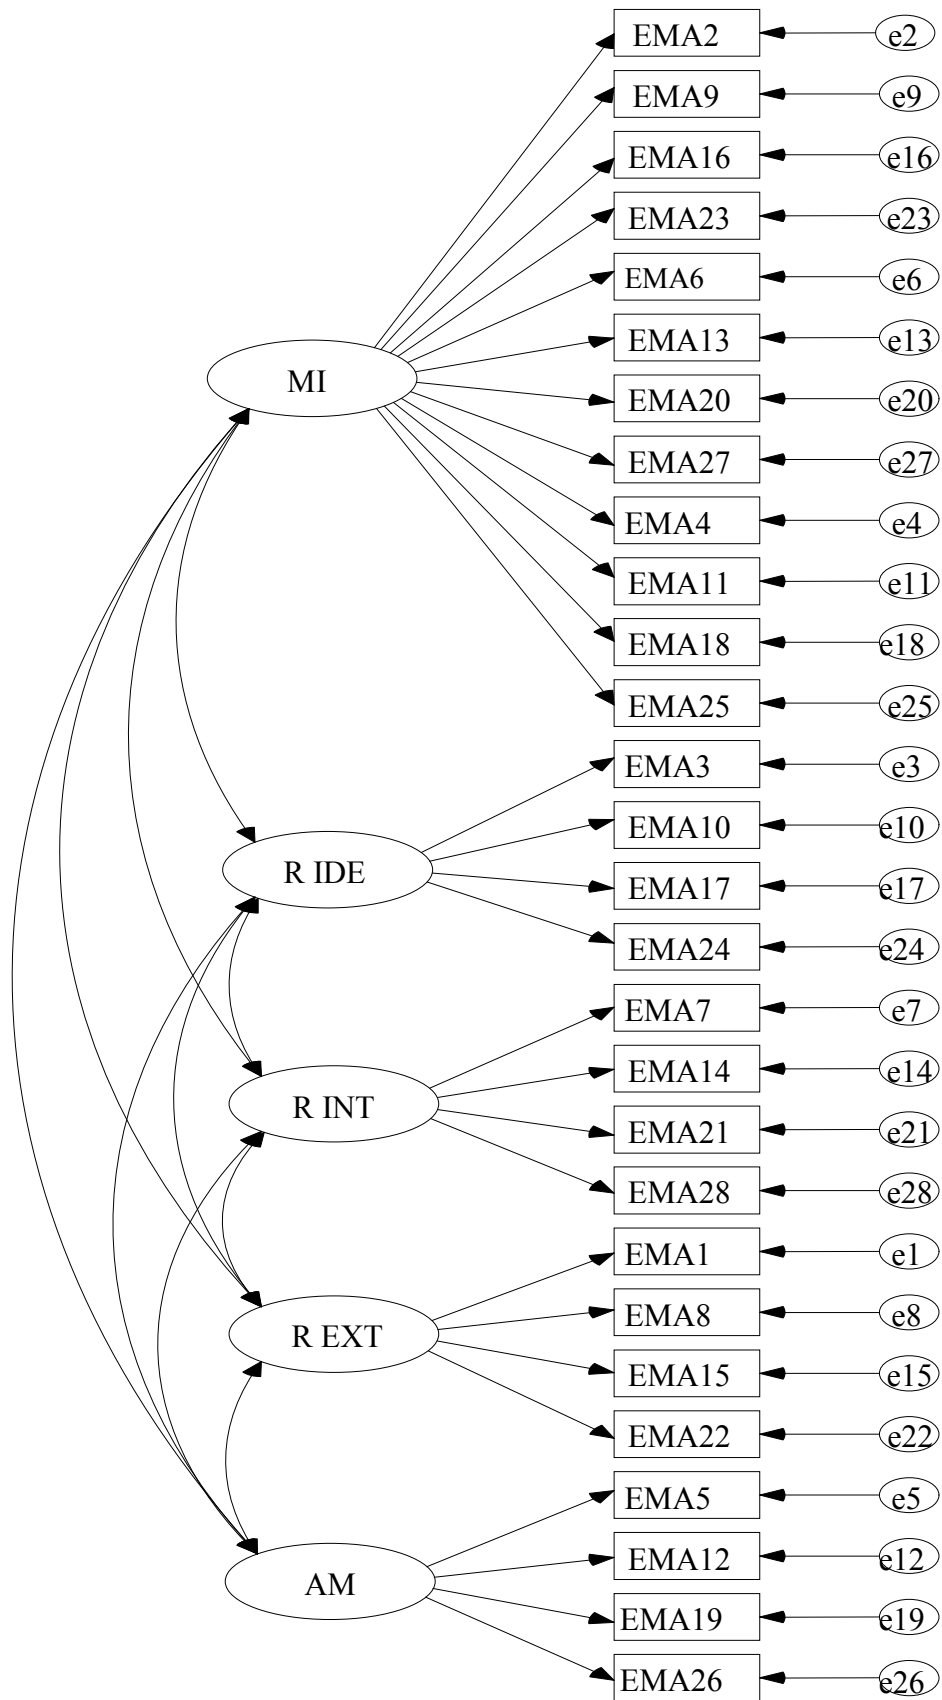 EMA2 e2
EMA9 e9
EMA16 e16
EMA23 e23
EMA6 e6
EMA13 e13
MI
EMA20 e20
EMA27 e27
EMA4 e4
EMA11 e11
EMA18 e18
EMA25 e25
EMA3 e3
EMA10 e10
R IDE
EMA17 e17
EMA24 e24
EMA7 e7
EMA14 e14
R INT
EMA21 e21
EMA28 e28
EMA1 e1
EMA8 e8
R EXT
EMA15 e15
EMA22 e22
EMA5 e5
EMA12 e12
AM
EMA19 e19
EMA26 e26